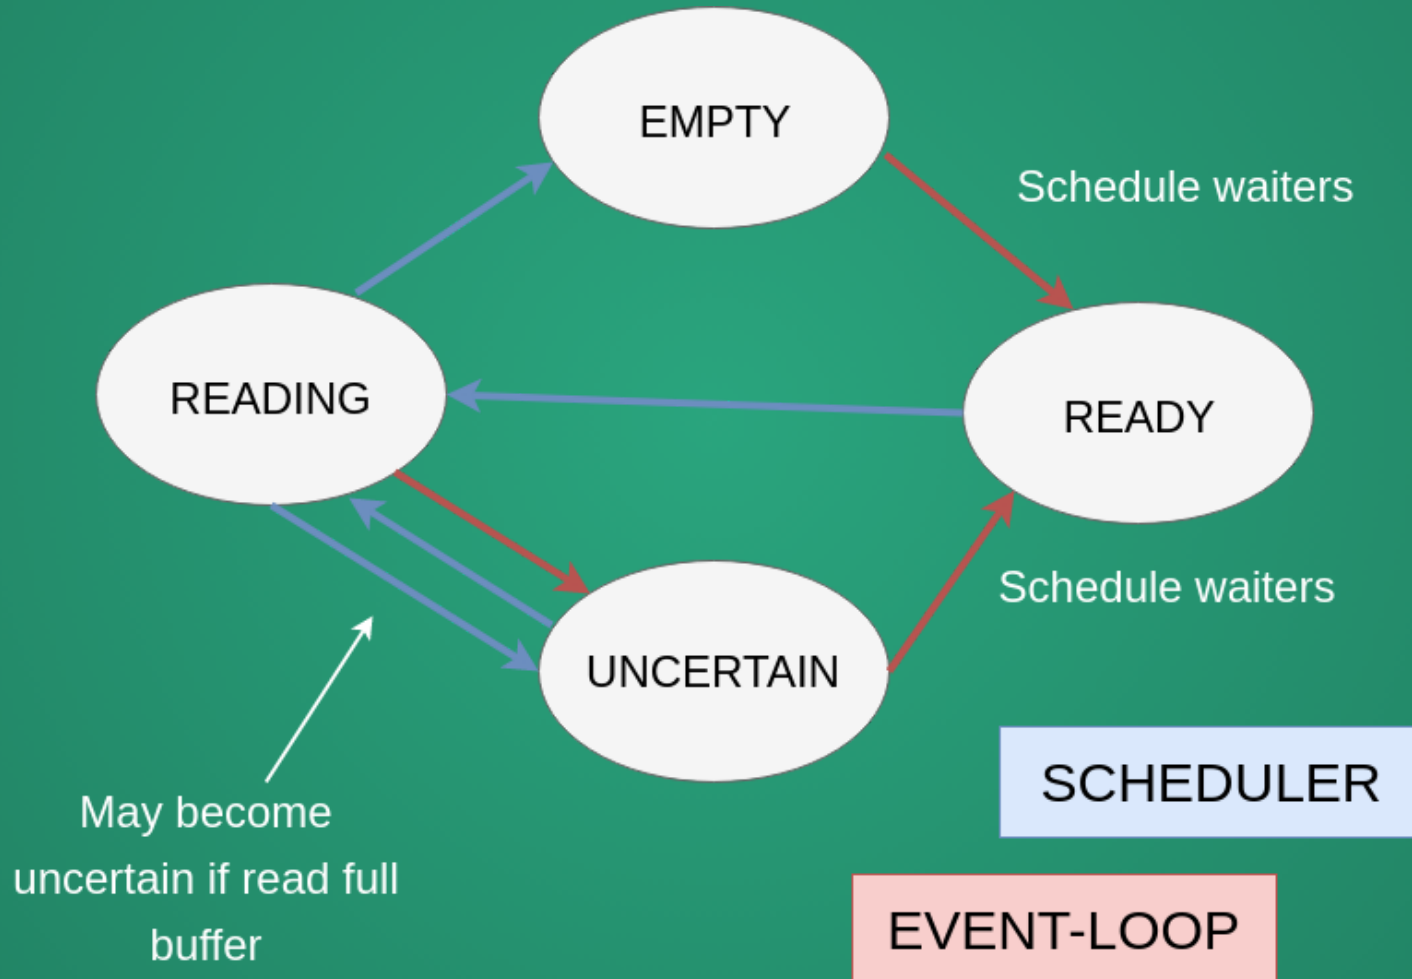 EMPTY
Schedule waiters
READING
READY
Schedule waiters
UNCERTAIN
SCHEDULER
May become
uncertain if read full
buffer
EVENT-LOOP